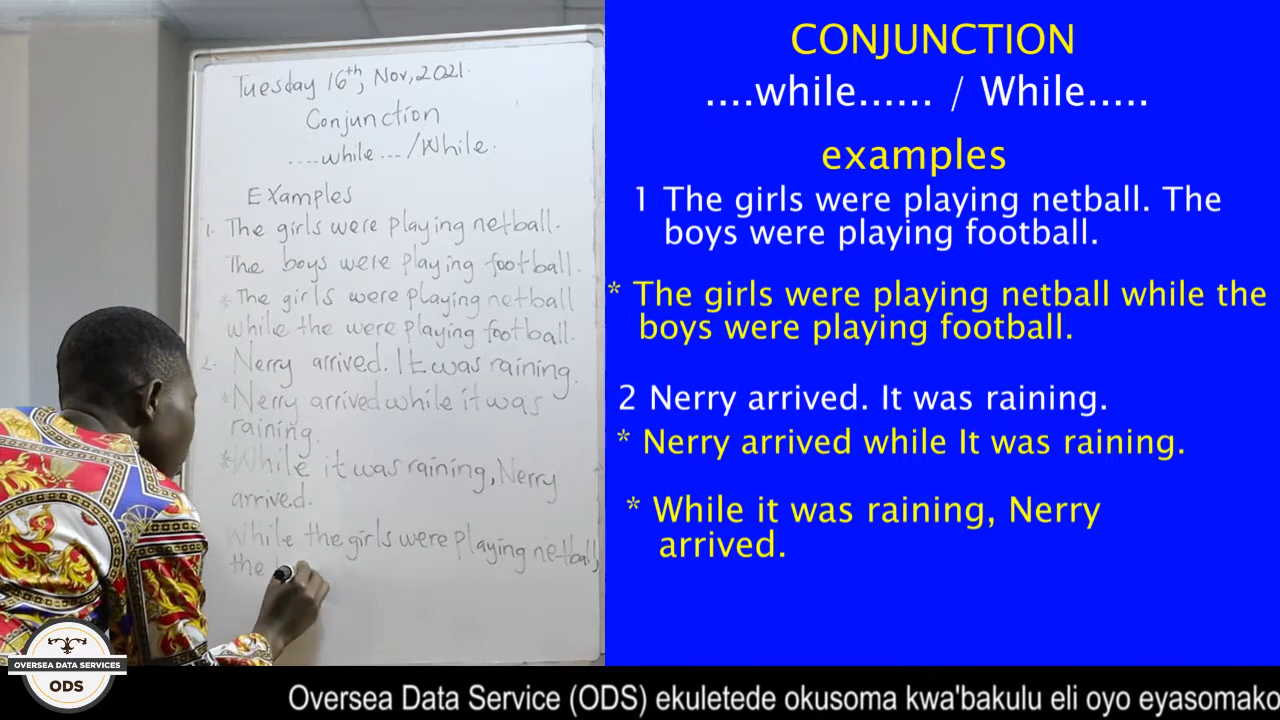 Tuesday 16th, Nov, 2021.
Conjunction
....while.... /While.
Examples
1. The girls were playing netball.
The boys were playing football.
* The girls were playing netball
while the were playing football.
2. Nerry arrived. It was raining.
* Nerry arrived while it was
raining.
* While it was raining, Nerry
arrived.
While the girls were playing netball,
the
CONJUNCTION
....while...... / While.....
examples
1 The girls were playing netball. The
boys were playing football.
* The girls were playing netball while the
boys were playing football.
2 Nerry arrived. It was raining.
* Nerry arrived while It was raining.
* While it was raining, Nerry
arrived.
OVERSEA DATA SERVICES
ODS
Oversea Data Service (ODS) ekuletede okusoma kwa'bakulu eli oyo eyasomako